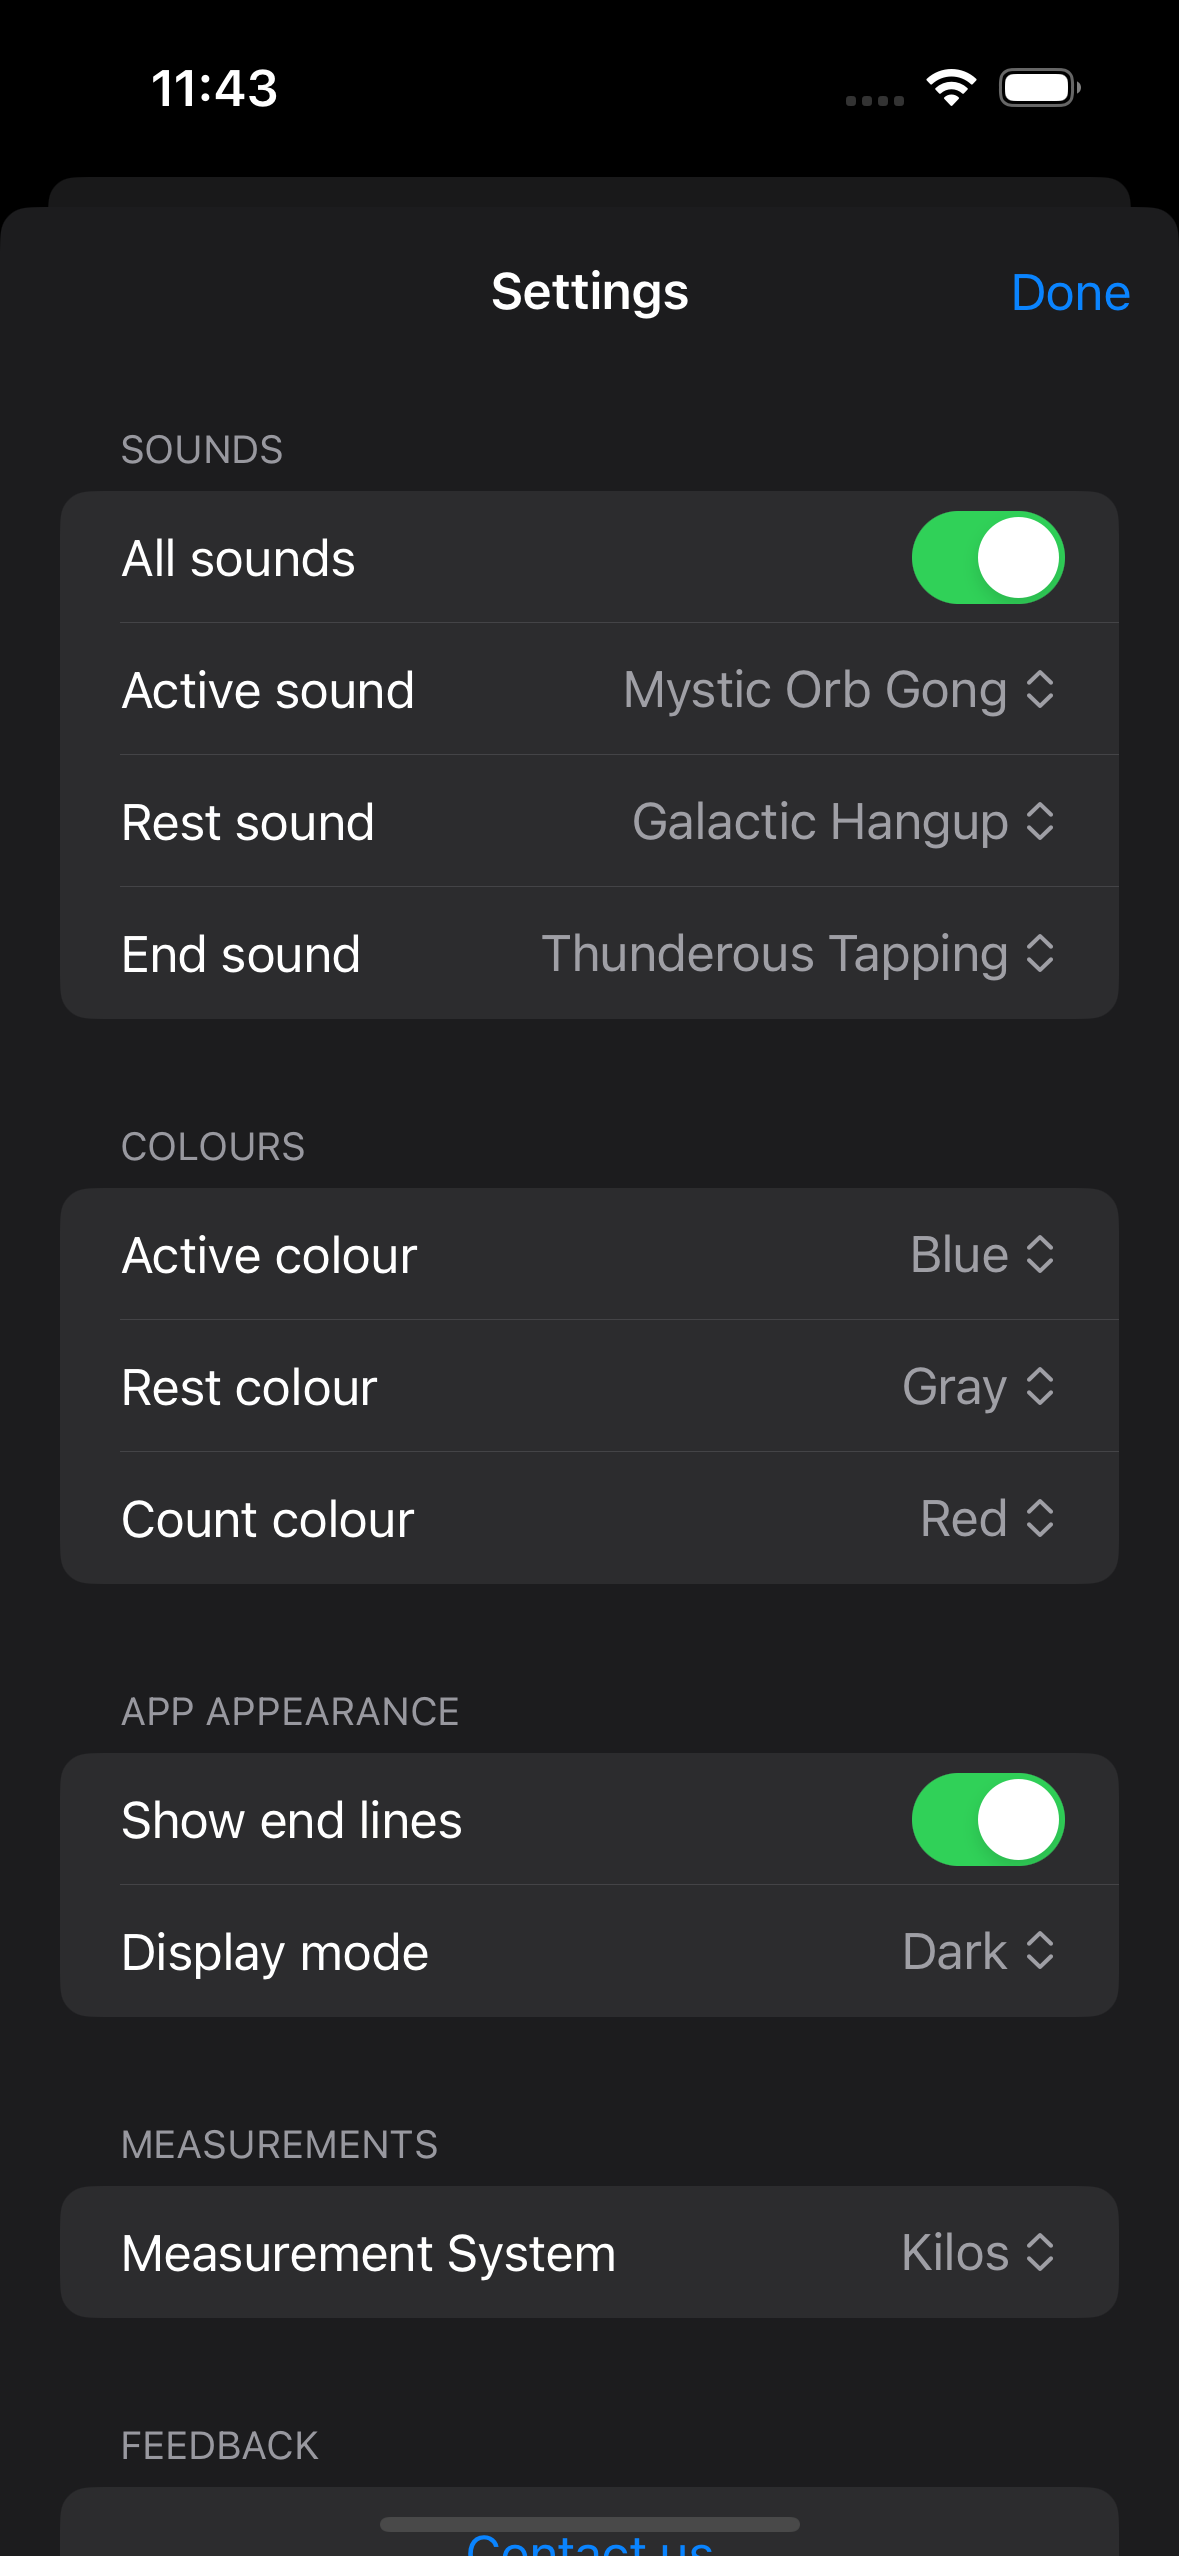 11:43
Settings
Done
SOUNDS
All sounds
Active sound Mystic Orb Gong
Rest sound Galactic Hangup
End sound Thunderous Tapping
COLOURS
Active colour Blue
Rest colour Gray
Count colour Red
APP APPEARANCE
Show end lines
Display mode Dark
MEASUREMENTS
Measurement System Kilos
FEEDBACK
Contact us